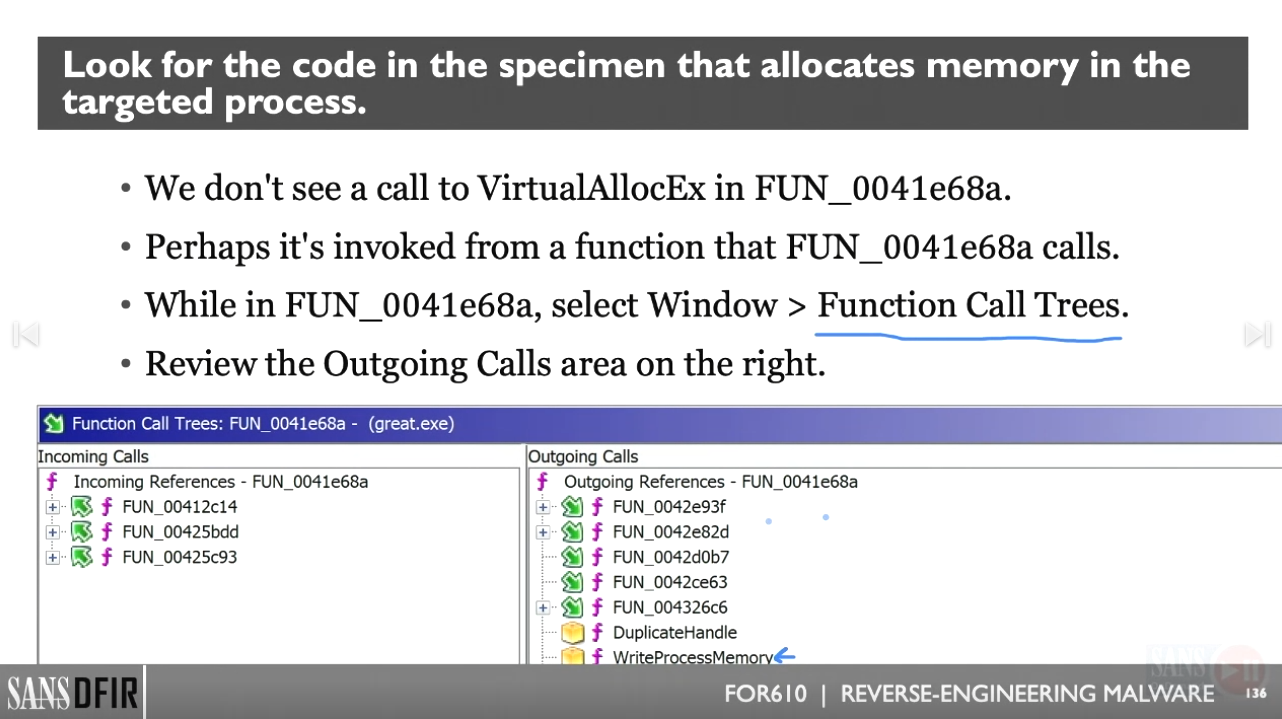 Look for the code in the specimen that allocates memory in the
targeted process.
• We don't see a call to VirtualAllocEx in FUN_0041e68a.
• Perhaps it's invoked from a function that FUN_0041e68a calls.
• While in FUN_0041e68a, select Window > Function Call Trees.
• Review the Outgoing Calls area on the right.
Function Call Trees: FUN_0041e68a - (great.exe)
Incoming Calls
f Incoming References - FUN_0041e68a
f FUN_00412c14
f FUN_00425bdd
f FUN_00425c93
Outgoing Calls
f Outgoing References - FUN_0041e68a
f FUN_0042e93f
f FUN_0042e82d
f FUN_0042d0b7
f FUN_0042ce63
f FUN_004326c6
f DuplicateHandle
f WriteProcessMemory
SANS DFIR
FOR610 | REVERSE-ENGINEERING MALWARE 136
SANS